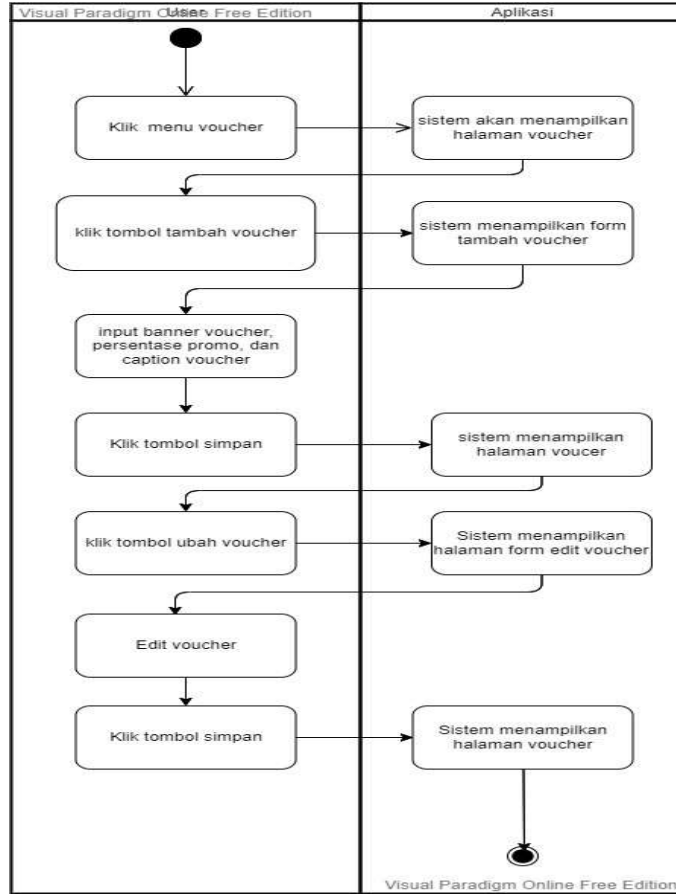 Visual Paradigm Online Free Edition
User
Aplikasi
Klik menu voucher
sistem akan menampilkan
halaman voucher
klik tombol tambah voucher
sistem menampilkan form
tambah voucher
input banner voucher,
persentase promo, dan
caption voucher
Klik tombol simpan
sistem menampilkan
halaman voucer
klik tombol ubah voucher
Sistem menampilkan
halaman form edit voucher
Edit voucher
Klik tombol simpan
Sistem menampilkan
halaman voucher
Visual Paradigm Online Free Edition